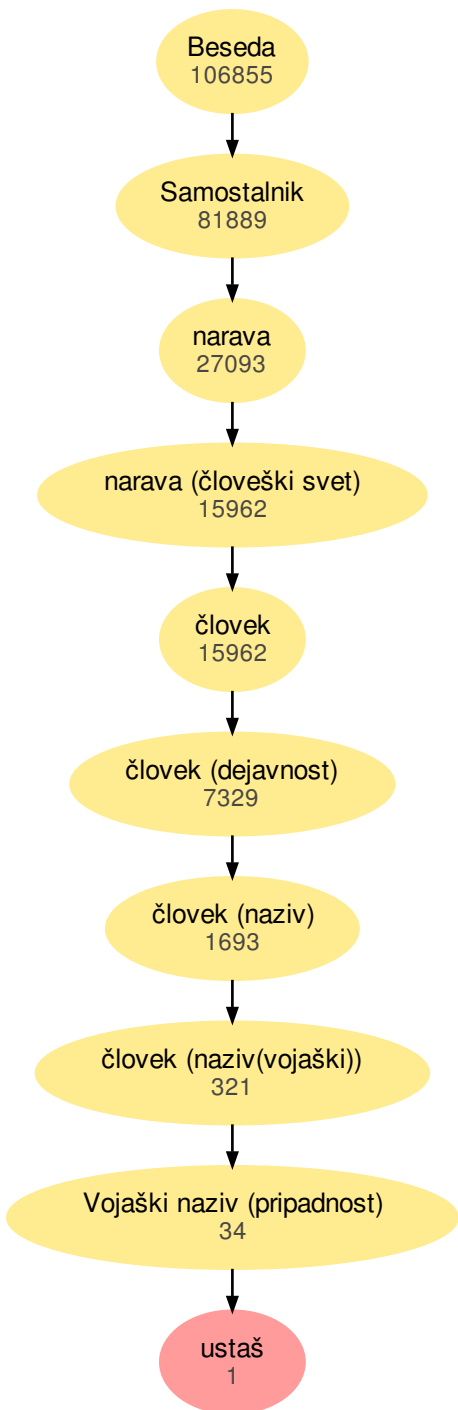 Beseda
106855
Samostalnik
81889
narava
27093
narava (človeški svet)
15962
človek
15962
človek (dejavnost)
7329
človek (naziv)
1693
človek (naziv(vojaški))
321
Vojaški naziv (pripadnost)
34
ustaš
1